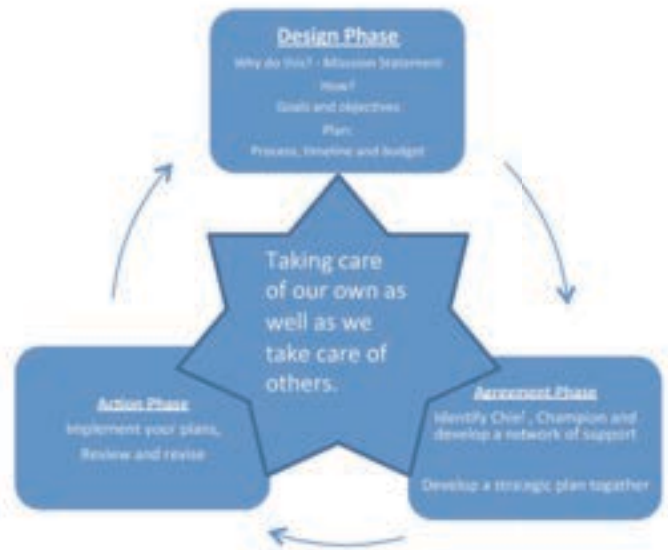 Design Phase
Why do this? - Mission Statement
How?
Goals and objectives
Plan:
Process, timeline and budget
Taking care
of our own as
well as we
take care of
others.
Agreement Phase
Identify Chief, Champion and
develop a network of support
Develop a strategic plan together
Action Phase
Implement your plans,
Review and revise